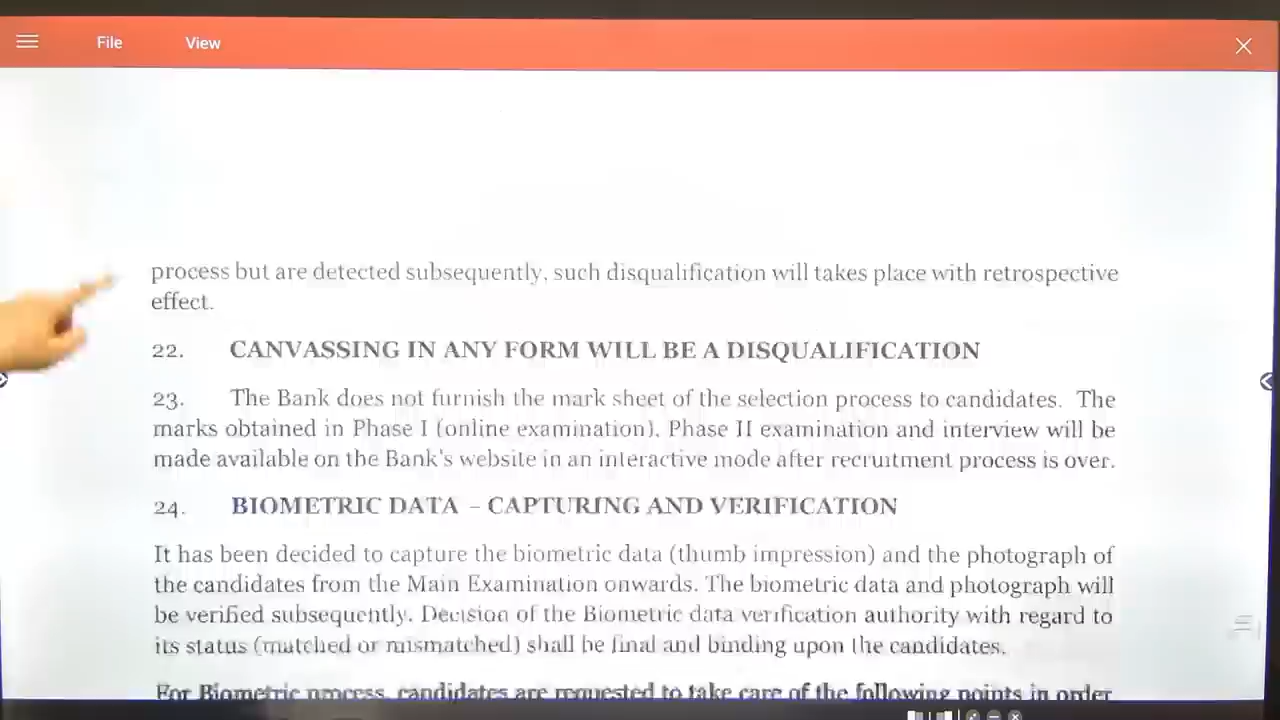 File View
process but are detected subsequently, such disqualification will takes place with retrospective
effect.
22. CANVASSING IN ANY FORM WILL BE A DISQUALIFICATION
23. The Bank does not furnish the mark sheet of the selection process to candidates. The
marks obtained in Phase I (online examination), Phase II examination and interview will be
made available on the Bank's website in an interactive mode after recruitment process is over.
24. BIOMETRIC DATA – CAPTURING AND VERIFICATION
It has been decided to capture the biometric data (thumb impression) and the photograph of
the candidates from the Main Examination onwards. The biometric data and photograph will
be verified subsequently. Decision of the Biometric data verification authority with regard to
its status (matched or mismatched) shall be final and binding upon the candidates.
For Biometric process, candidates are requested to take care of the following points in order